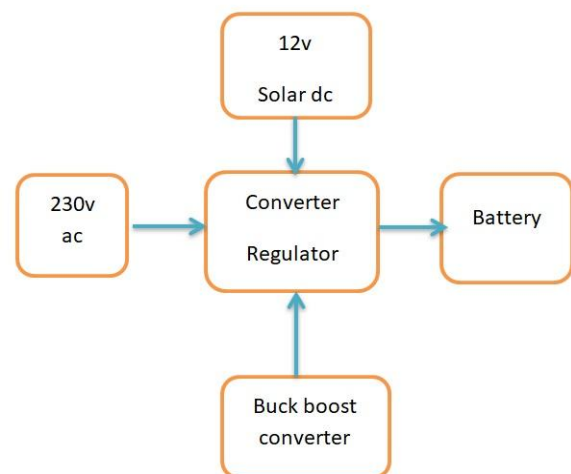 12v
Solar dc
230v
ac
Converter
Regulator
Battery
Buck boost
converter